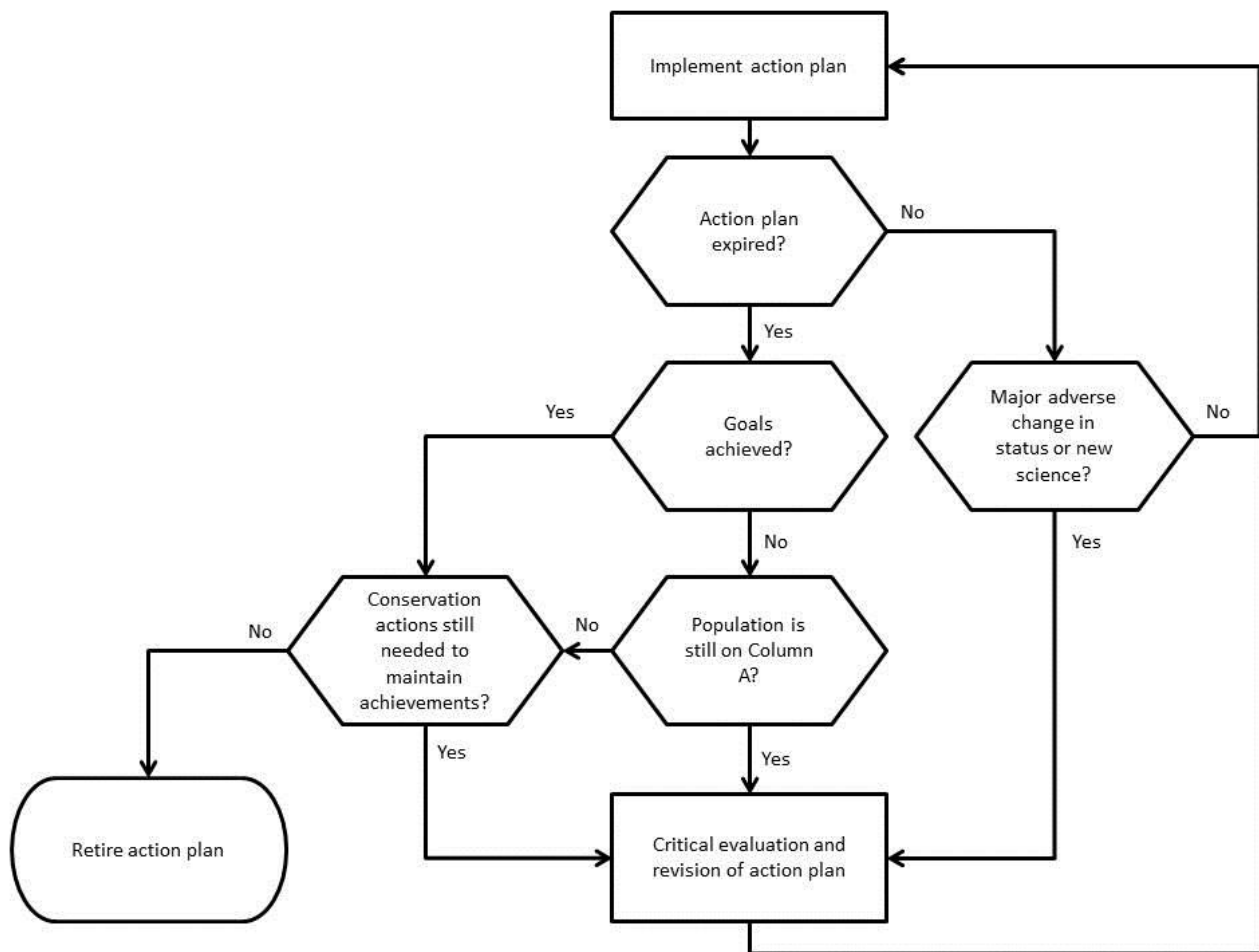 Implement action plan
Action plan
expired?
No
Yes
Goals
achieved?
Yes
Major adverse
change in
status or new
science?
No
No
Yes
Conservation
actions still
needed to
maintain
achievements?
No
No
Population is
still on Column
A?
Yes
Yes
Retire action plan
Critical evaluation and
revision of action plan